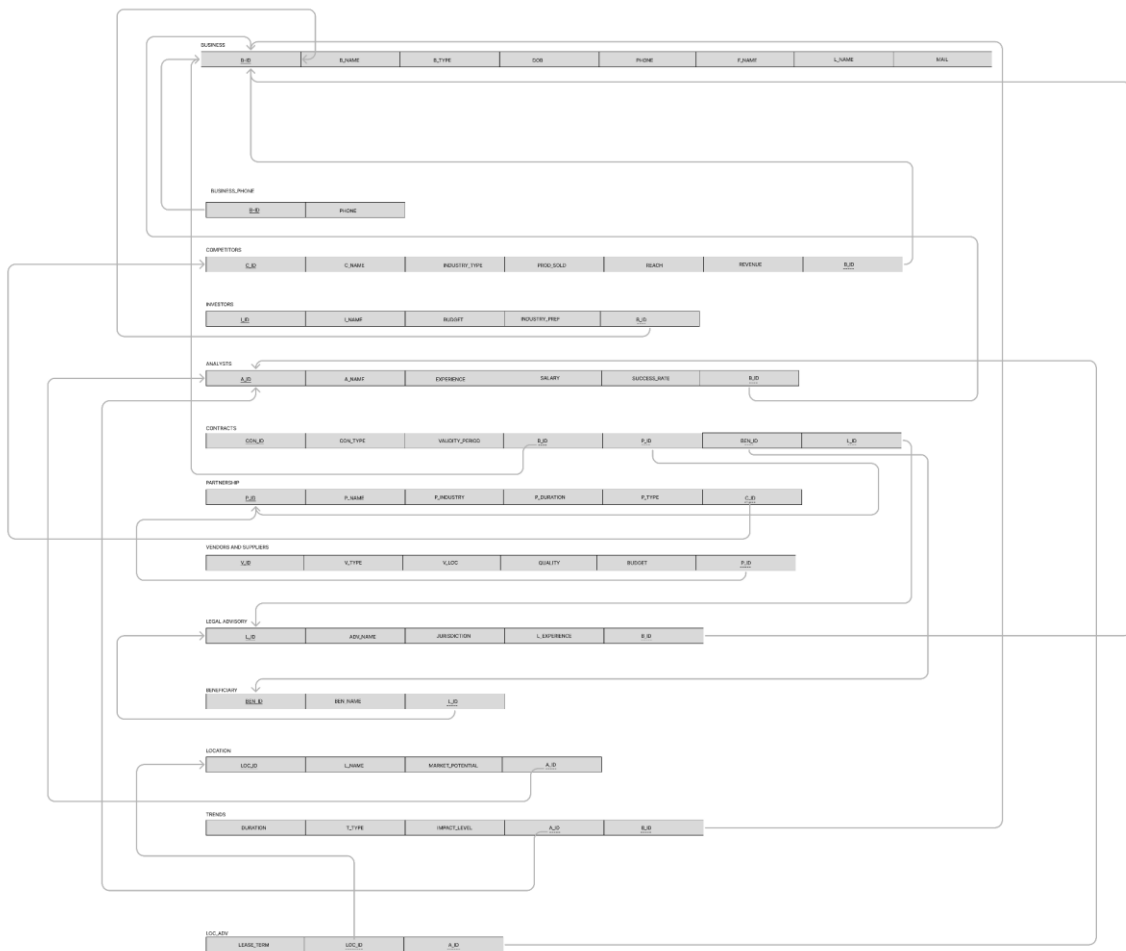 BUSINESS
B-ID B_NAME B_TYPE DOB PHONE F_NAME L_NAME MAIL
BUSINESS_PHONE
B-ID PHONE
COMPETITORS
C_ID C_NAME INDUSTRY_TYPE PROD_SOLD REACH REVENUE B_ID
INVESTORS
I_ID I_NAME BUDGET INDUSTRY_PREF B_ID
ANALYSTS
A_ID A_NAME EXPERIENCE SALARY SUCCESS_RATE B_ID
CONTRACTS
CON_ID CON_TYPE VALIDITY_PERIOD B_ID P_ID BEN_ID L_ID
PARTNERSHIP
P_ID P_NAME P_INDUSTRY P_DURATION P_TYPE C_ID
VENDORS AND SUPPLIERS
V_ID V_TYPE V_LOC QUALITY BUDGET P_ID
LEGAL ADVISORY
L_ID ADV_NAME JURISDICTION L_EXPERIENCE B_ID
BENEFICIARY
BEN_ID BEN_NAME L_ID
LOCATION
LOC_ID L_NAME MARKET_POTENTIAL A_ID
TRENDS
DURATION T_TYPE IMPACT_LEVEL A_ID B_ID
LOC_ADV
LEASE_TERM LOC_ID A_ID